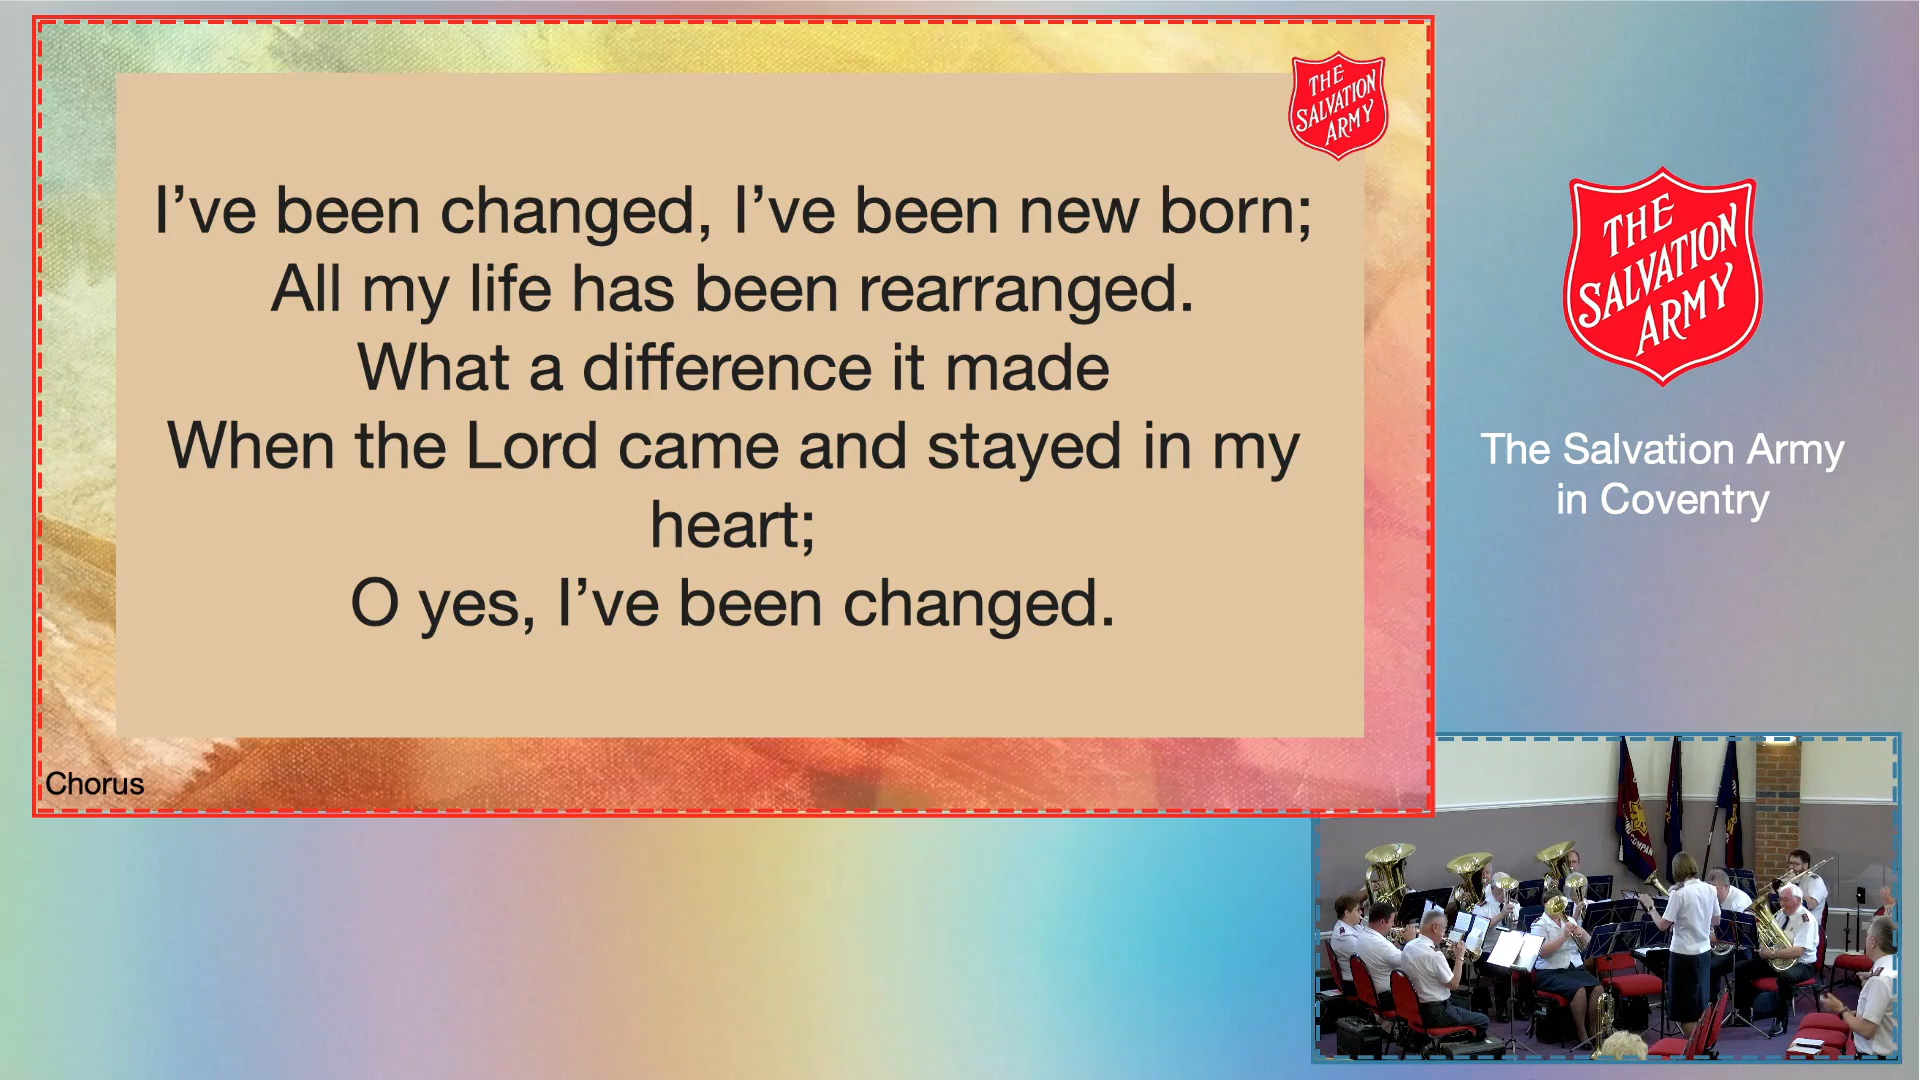 THE
SALVATION
ARMY
I’ve been changed, I’ve been new born;
All my life has been rearranged.
What a difference it made
When the Lord came and stayed in my
heart;
O yes, I’ve been changed.
Chorus
THE
SALVATION
ARMY
The Salvation Army
in Coventry